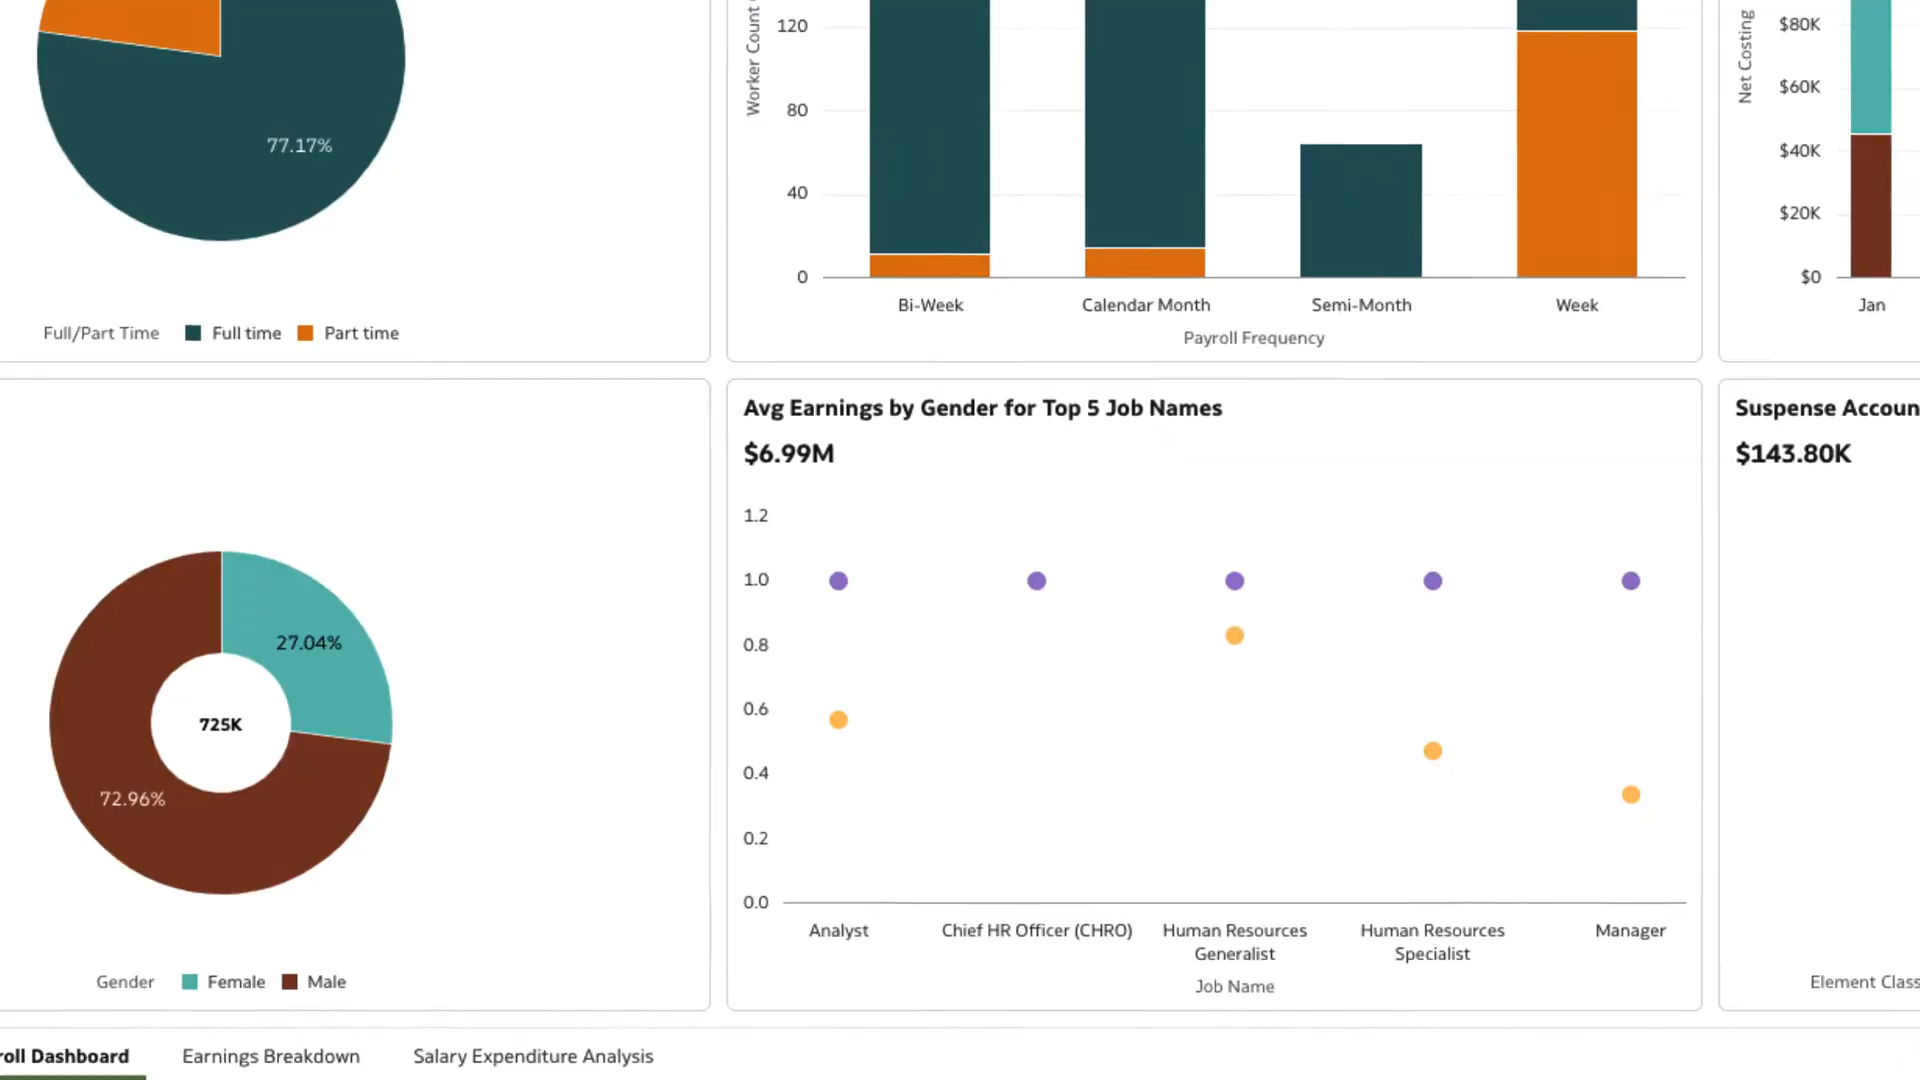 77.17%
Full/Part Time Full time Part time
Worker Count
120
80
40
0
Bi-Week Calendar Month Semi-Month Week
Payroll Frequency
Net Costing
$80K
$60K
$40K
$20K
$0
Jan
27.04%
725K
72.96%
Gender Female Male
Avg Earnings by Gender for Top 5 Job Names
$6.99M
1.2
1.0
0.8
0.6
0.4
0.2
0.0
Analyst Chief HR Officer (CHRO) Human Resources Generalist Human Resources Specialist Manager
Job Name
Suspense Accoun
$143.80K
Element Class
roll Dashboard Earnings Breakdown Salary Expenditure Analysis